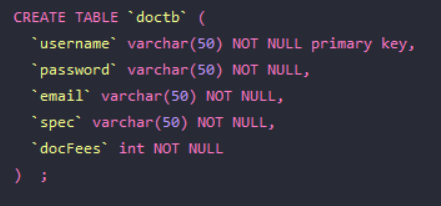 CREATE TABLE `doctb` (
`username` varchar(50) NOT NULL primary key,
`password` varchar(50) NOT NULL,
`email` varchar(50) NOT NULL,
`spec` varchar(50) NOT NULL,
`docFees` int NOT NULL
) ;